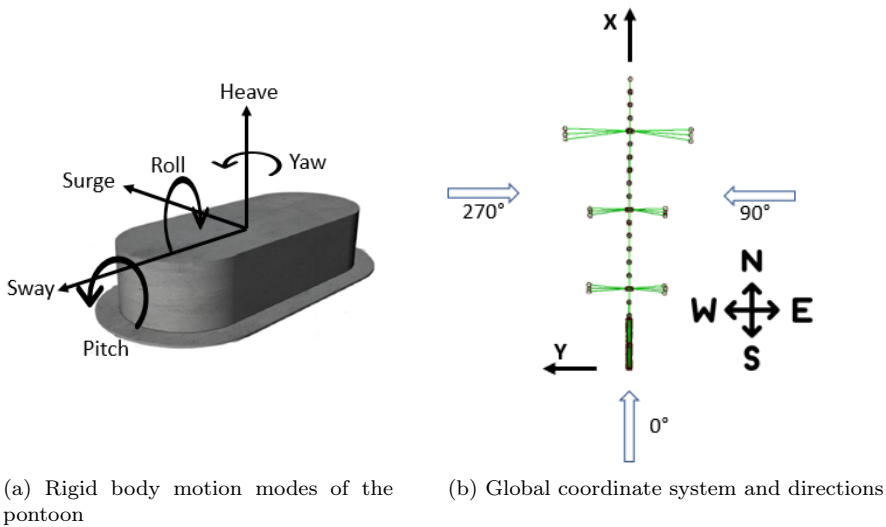 Heave
Roll
Yaw
Surge
Sway
Pitch
X
270°
90°
N
W E
S
Y
0°
(a) Rigid body motion modes of the
pontoon
(b) Global coordinate system and directions